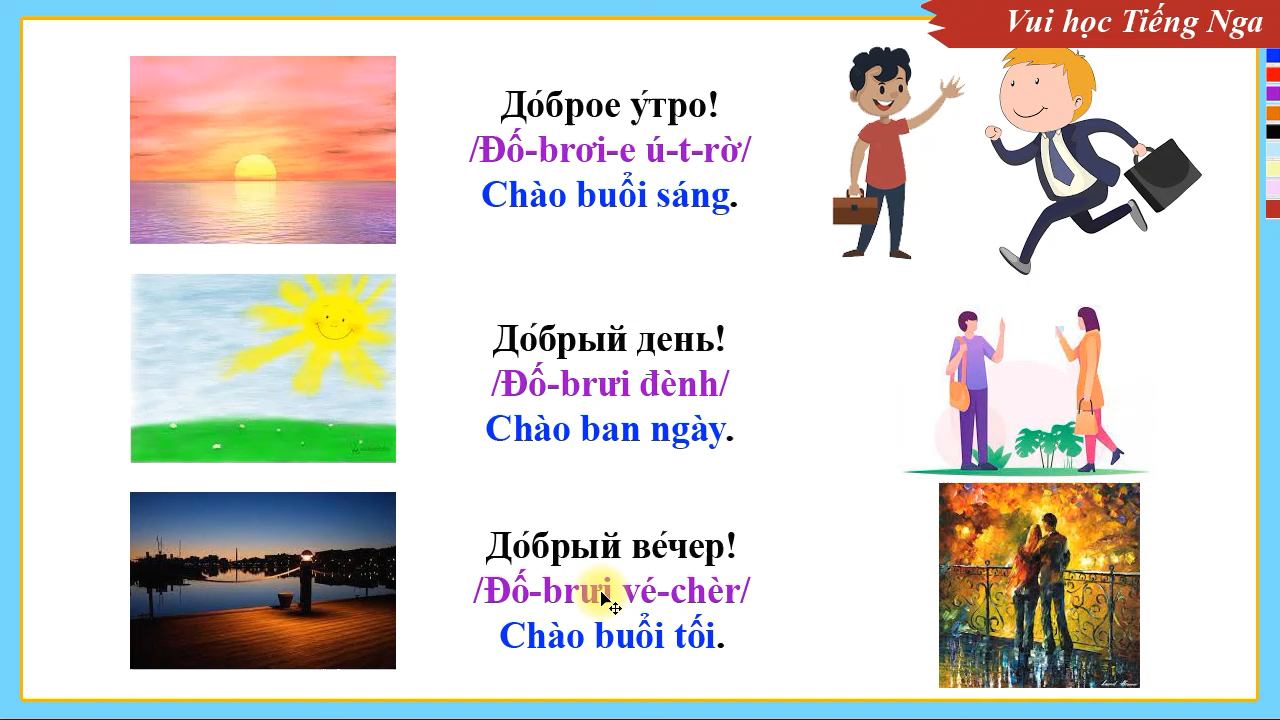 Vui học Tiếng Nga
До́брое у́тро!
/Đố-brơi-e ú-t-rờ/
Chào buổi sáng.
До́брый день!
/Đố-brưi đềnh/
Chào ban ngày.
До́брый ве́чер!
/Đố-brưi vé-chèr/
Chào buổi tối.